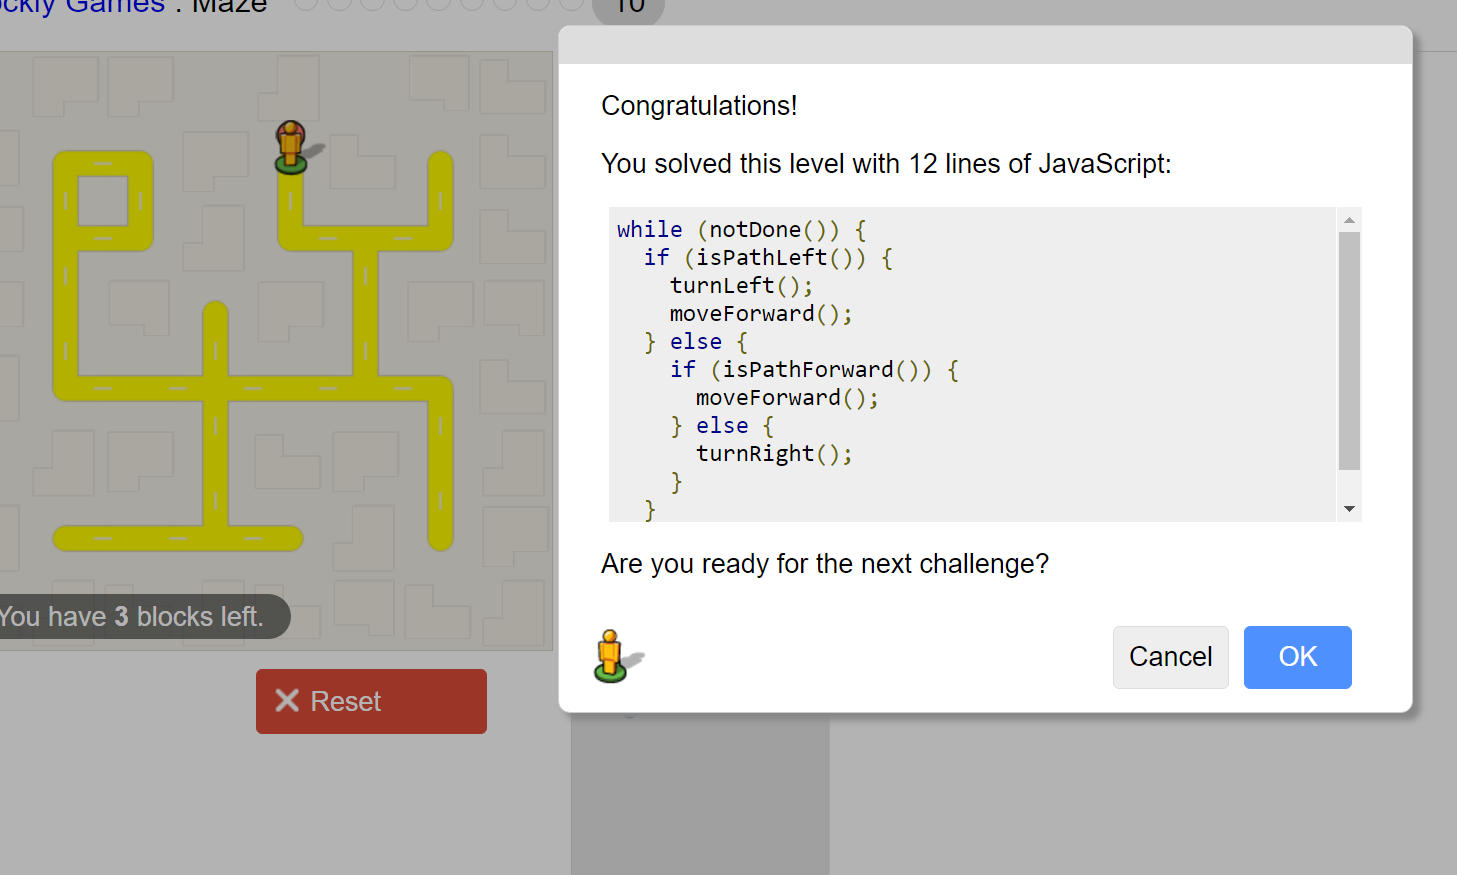 Games : Maze
10
Congratulations!
You solved this level with 12 lines of JavaScript:
while (notDone()) {
if (isPathLeft()) {
turnLeft();
moveForward();
} else {
if (isPathForward()) {
moveForward();
} else {
turnRight();
}
}
Are you ready for the next challenge?
You have 3 blocks left.
Cancel
OK
Reset